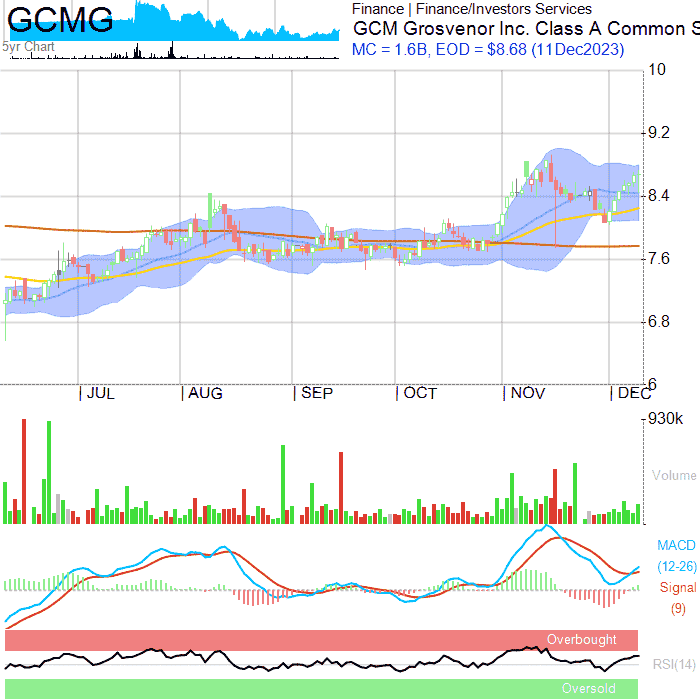 GCMG
Finance | Finance/Investors Services
GCM Grosvenor Inc. Class A Common S
5yr Chart
MC = 1.6B, EOD = $8.68 (11Dec2023)
10
9.2
8.4
7.6
6.8
6
JUL AUG SEP OCT NOV DEC
930k
Volume
MACD
(12-26)
Signal
(9)
Overbought
RSI(14)
Oversold